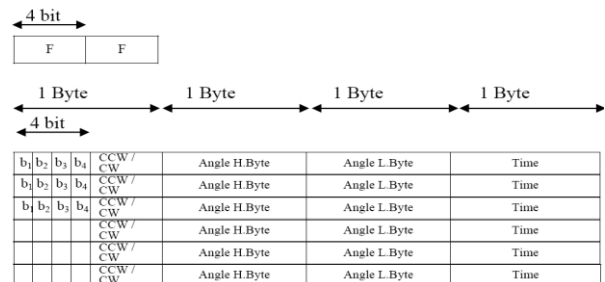 4 bit
F F
1 Byte 1 Byte 1 Byte 1 Byte
4 bit
b₁ b₂ b₃ b₄ CCW / CW Angle H.Byte Angle L.Byte Time
b₁ b₂ b₃ b₄ CCW / CW Angle H.Byte Angle L.Byte Time
b₁ b₂ b₃ b₄ CCW / CW Angle H.Byte Angle L.Byte Time
CCW / CW Angle H.Byte Angle L.Byte Time
CCW / CW Angle H.Byte Angle L.Byte Time
CCW / CW Angle H.Byte Angle L.Byte Time